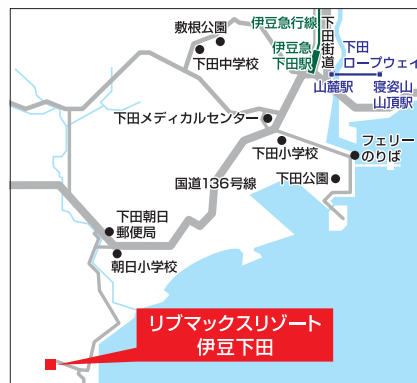 敷根公園
下田中学校
伊豆急行線
伊豆急
下田駅
下田街道
下田
ロープウェイ
山麓駅
寝姿山
山頂駅
下田メディカルセンター
下田小学校
フェリー
のりば
下田公園
国道136号線
下田朝日
郵便局
朝日小学校
リブマックスリゾート
伊豆下田